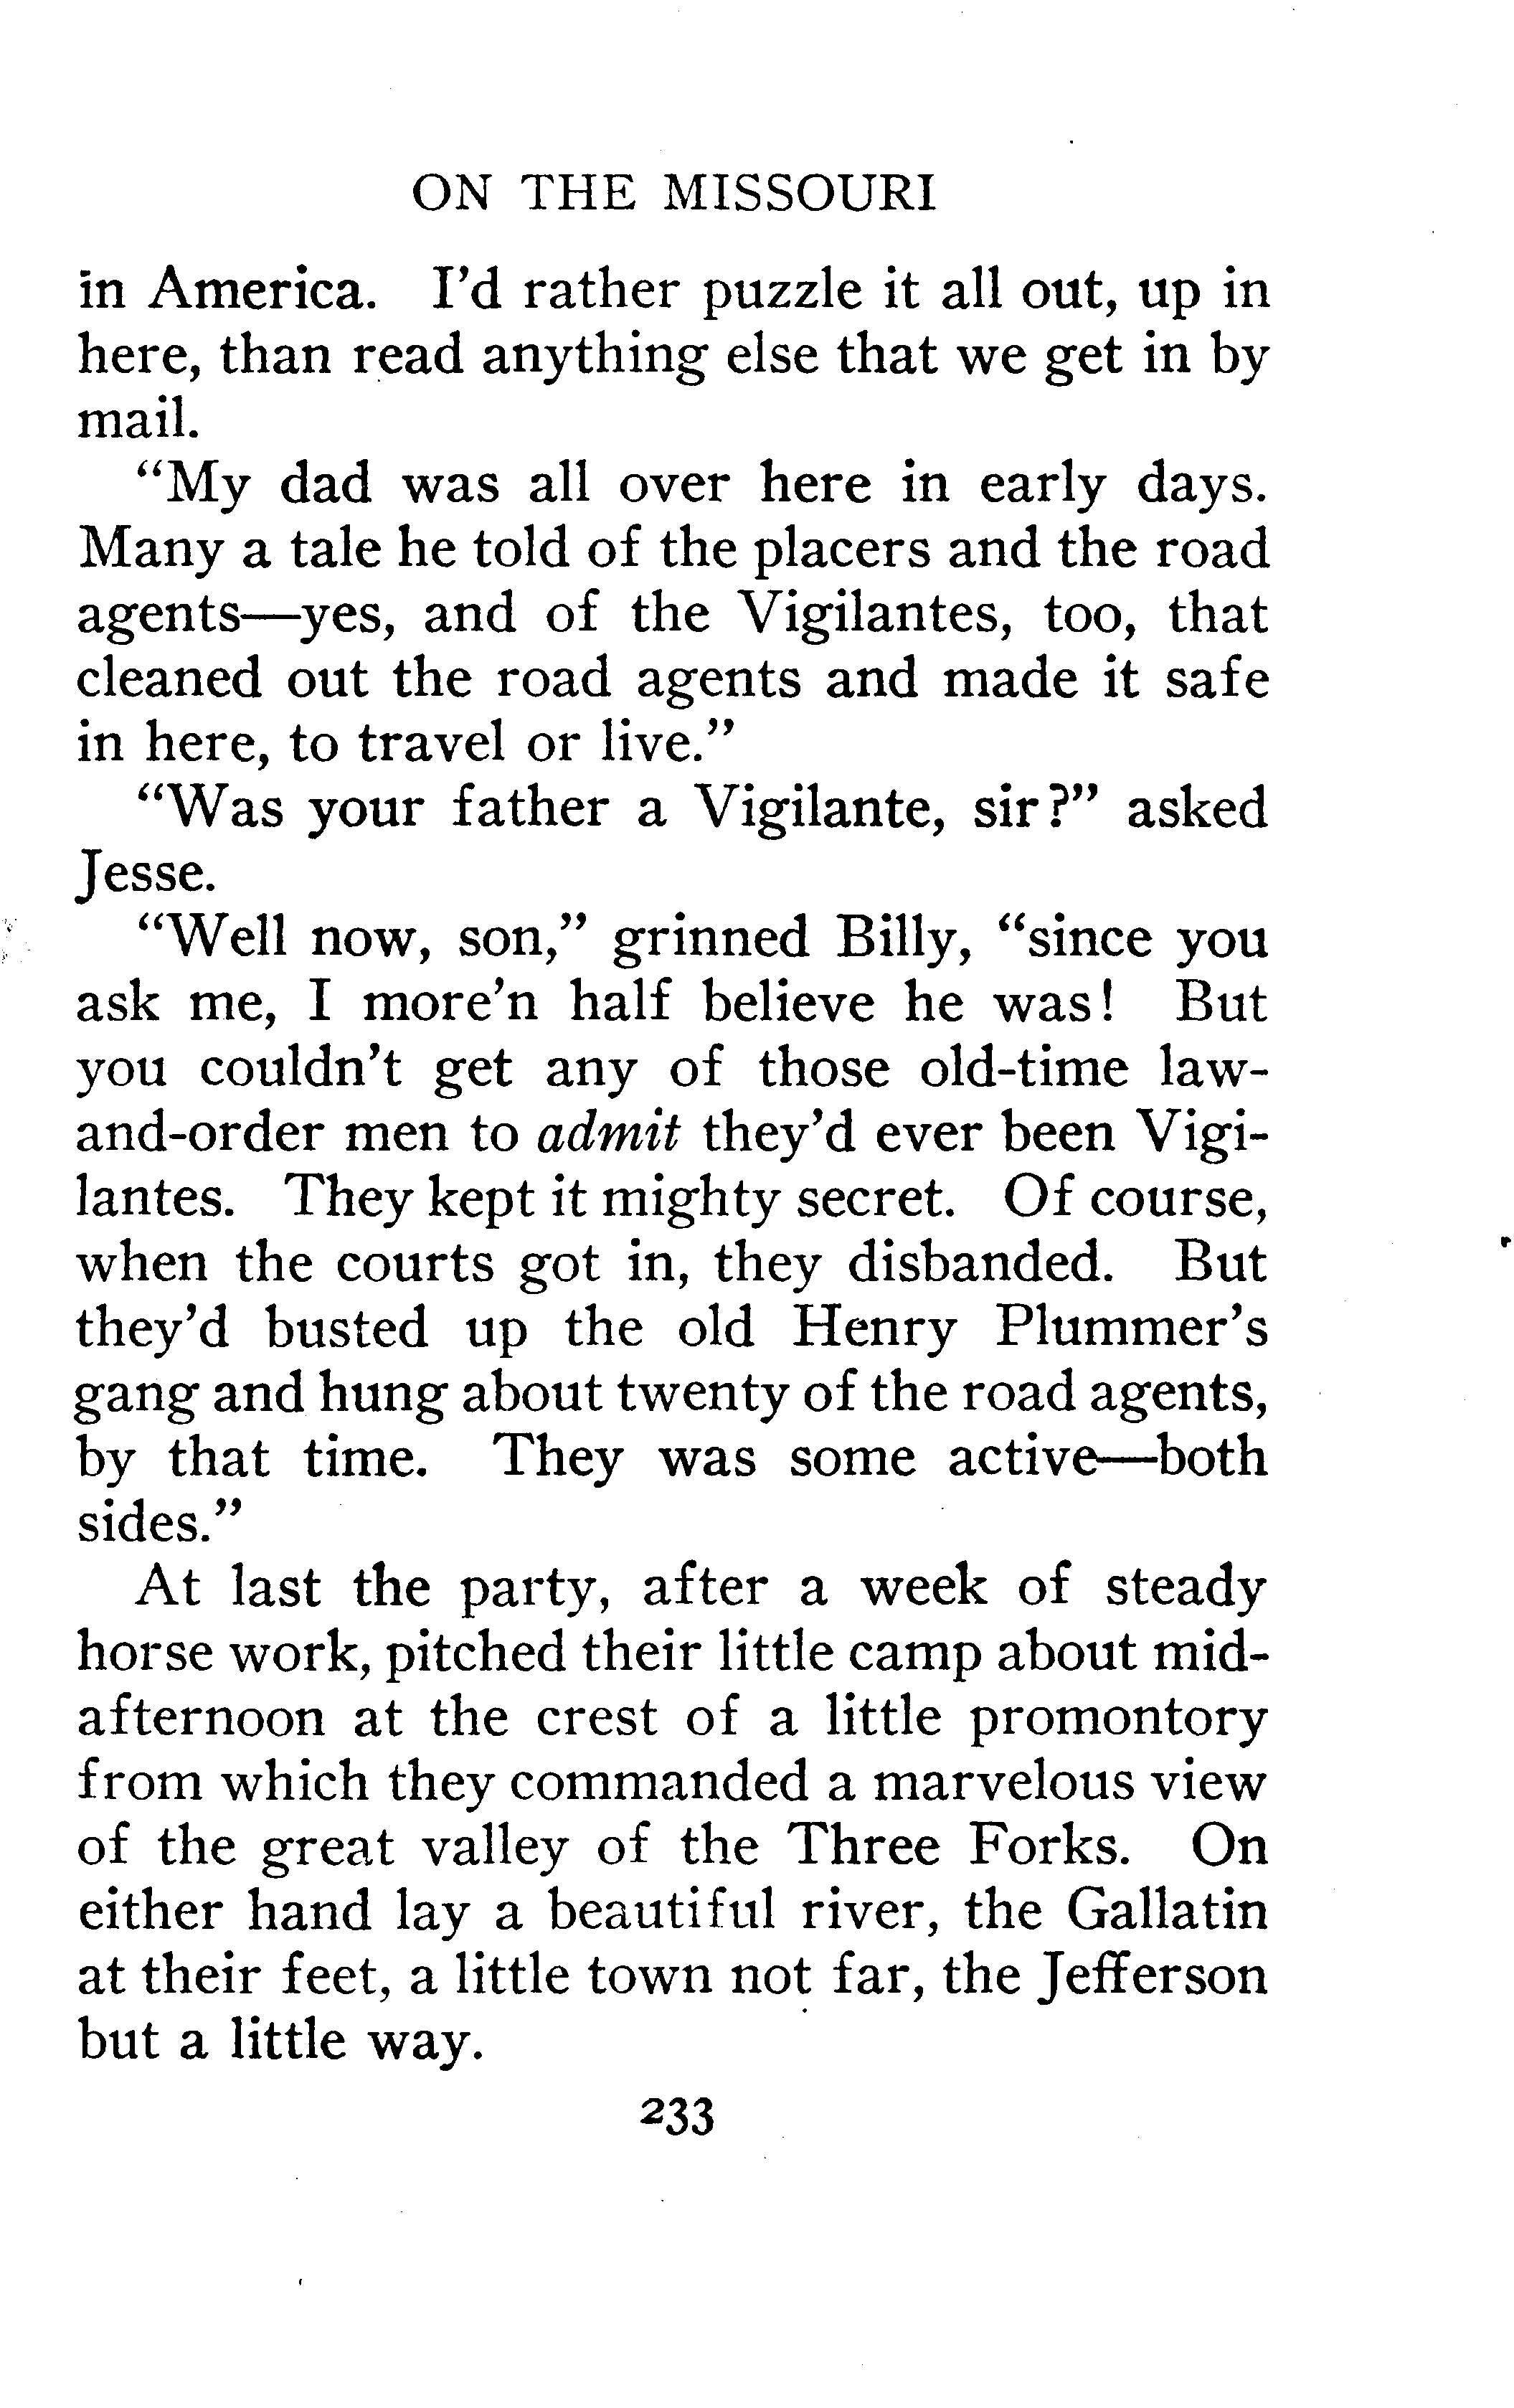 ON THE MISSOURI
in America. I'd rather puzzle it all out, up in
here, than read anything else that we get in by
mail.
"My dad was all over here in early days.
Many a tale he told of the placers and the road
agents—yes, and of the Vigilantes, too, that
cleaned out the road agents and made it safe
in here, to travel or live."
"Was your father a Vigilante, sir?" asked
Jesse.
"Well now, son," grinned Billy, "since you
ask me, I more'n half believe he was! But
you couldn't get any of those old-time law-
and-order men to admit they'd ever been Vigi-
lantes. They kept it mighty secret. Of course,
when the courts got in, they disbanded. But
they'd busted up the old Henry Plummer's
gang and hung about twenty of the road agents,
by that time. They was some active—both
sides."
At last the party, after a week of steady
horse work, pitched their little camp about mid-
afternoon at the crest of a little promontory
from which they commanded a marvelous view
of the great valley of the Three Forks. On
either hand lay a beautiful river, the Gallatin
at their feet, a little town not far, the Jefferson
but a little way.
233